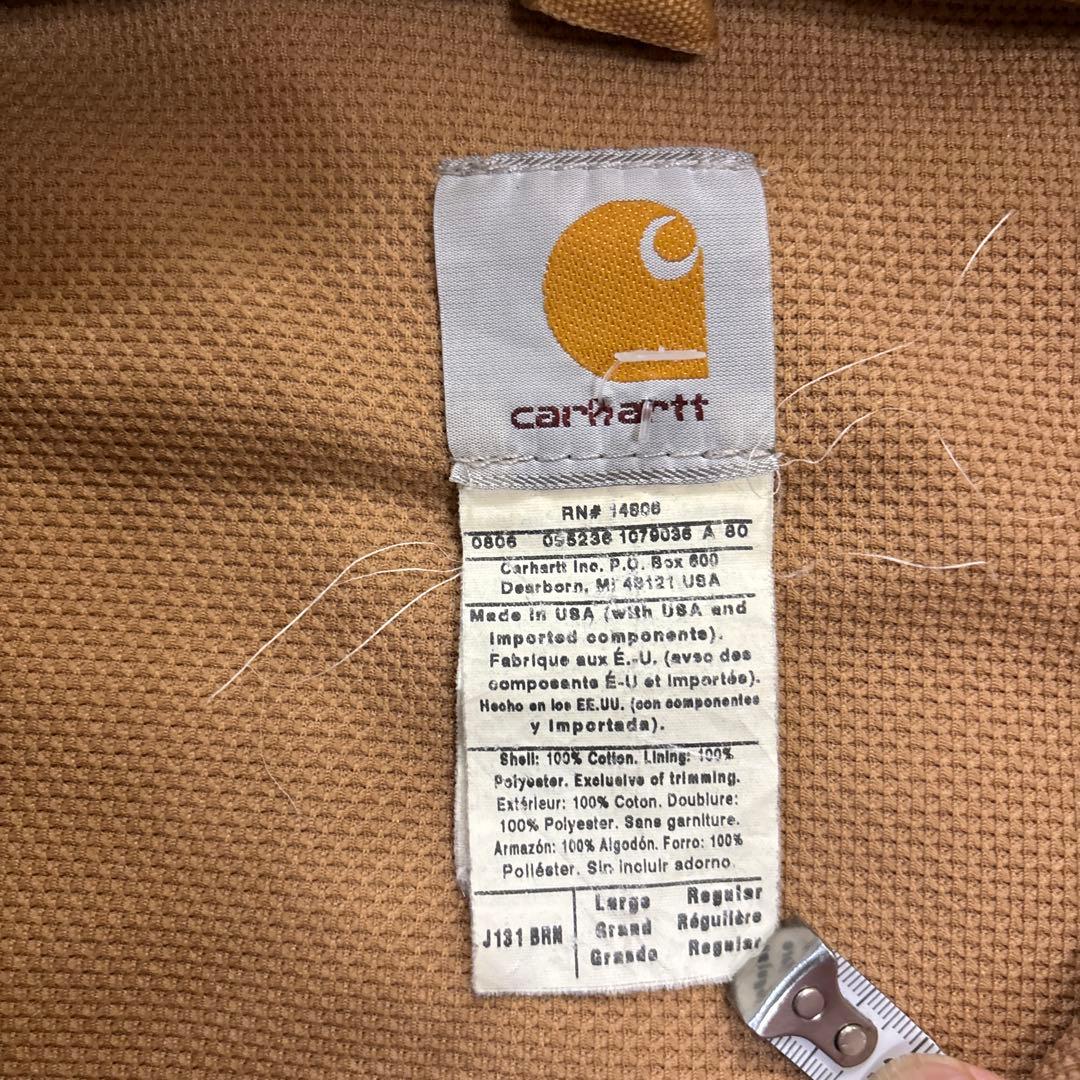 carhartt
RN# 14806
0806 055236 1079036 A 80
Carhartt Inc. P.O. Box 600
Dearborn, MI 48121 USA
Made in USA (with USA and
imported components).
Fabrique aux É.-U. (avec des
composants É-U et importés).
Hecho en los EE.UU. (con componentes
y importada).
Shell: 100% Cotton. Lining: 100%
Polyester. Exclusive of trimming.
Extérieur: 100% Coton. Doublure:
100% Polyester. Sans garniture.
Armazón: 100% Algodón. Forro: 100%
Poliéster. Sin incluir adorno.
J131 BRN
Large Regular
Grand Régulière
Grande Regular